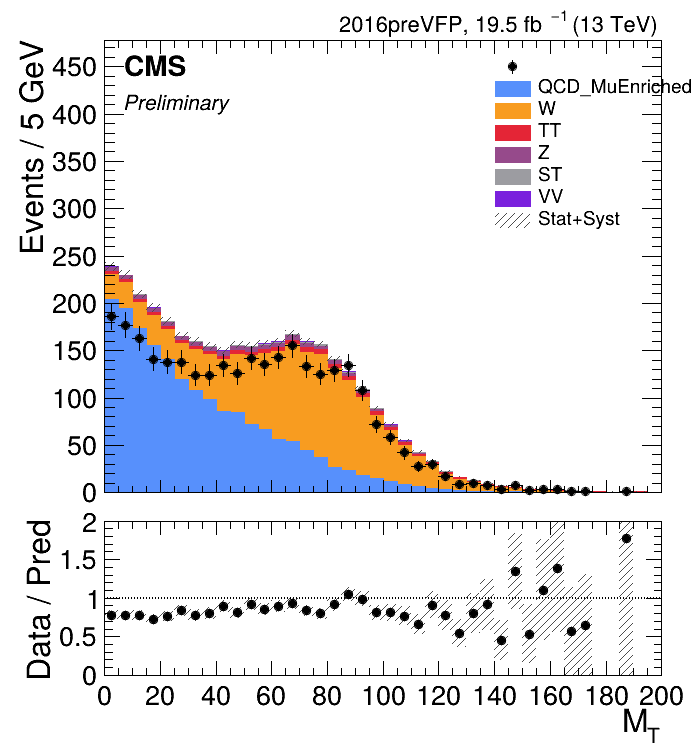 2016preVFP, 19.5 fb⁻¹ (13 TeV)
CMS
Preliminary
Events / 5 GeV
450
400
350
300
250
200
150
100
50
0
QCD_MuEnriched
W
TT
Z
ST
VV
Stat+Syst
Data / Pred
2
1.5
1
0.5
0
0 20 40 60 80 100 120 140 160 180 200
M_T